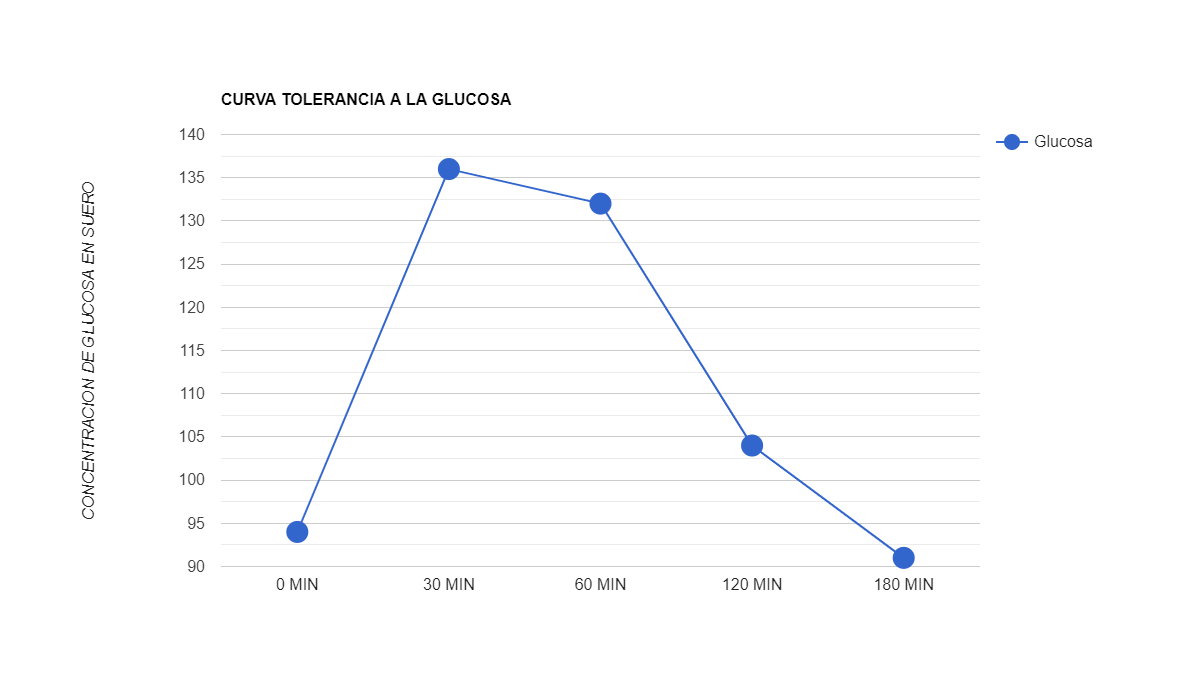 CURVA TOLERANCIA A LA GLUCOSA
Glucosa
CONCENTRACION DE GLUCOSA EN SUERO
140
135
130
125
120
115
110
105
100
95
90
0 MIN 30 MIN 60 MIN 120 MIN 180 MIN